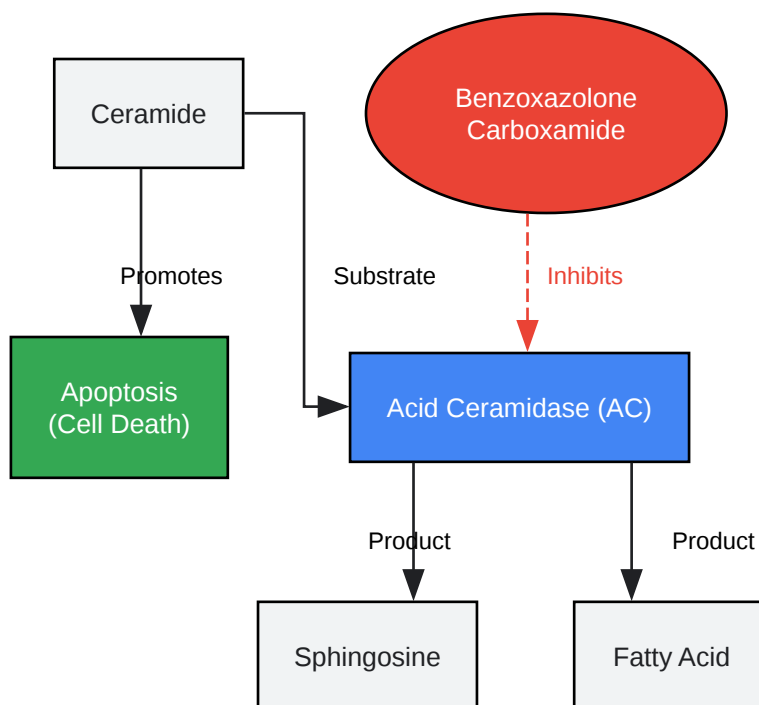 Ceramide
Benzoxazolone
Carboxamide
Promotes
Substrate
Inhibits
Apoptosis
(Cell Death)
Acid Ceramidase (AC)
Product
Product
Sphingosine
Fatty Acid